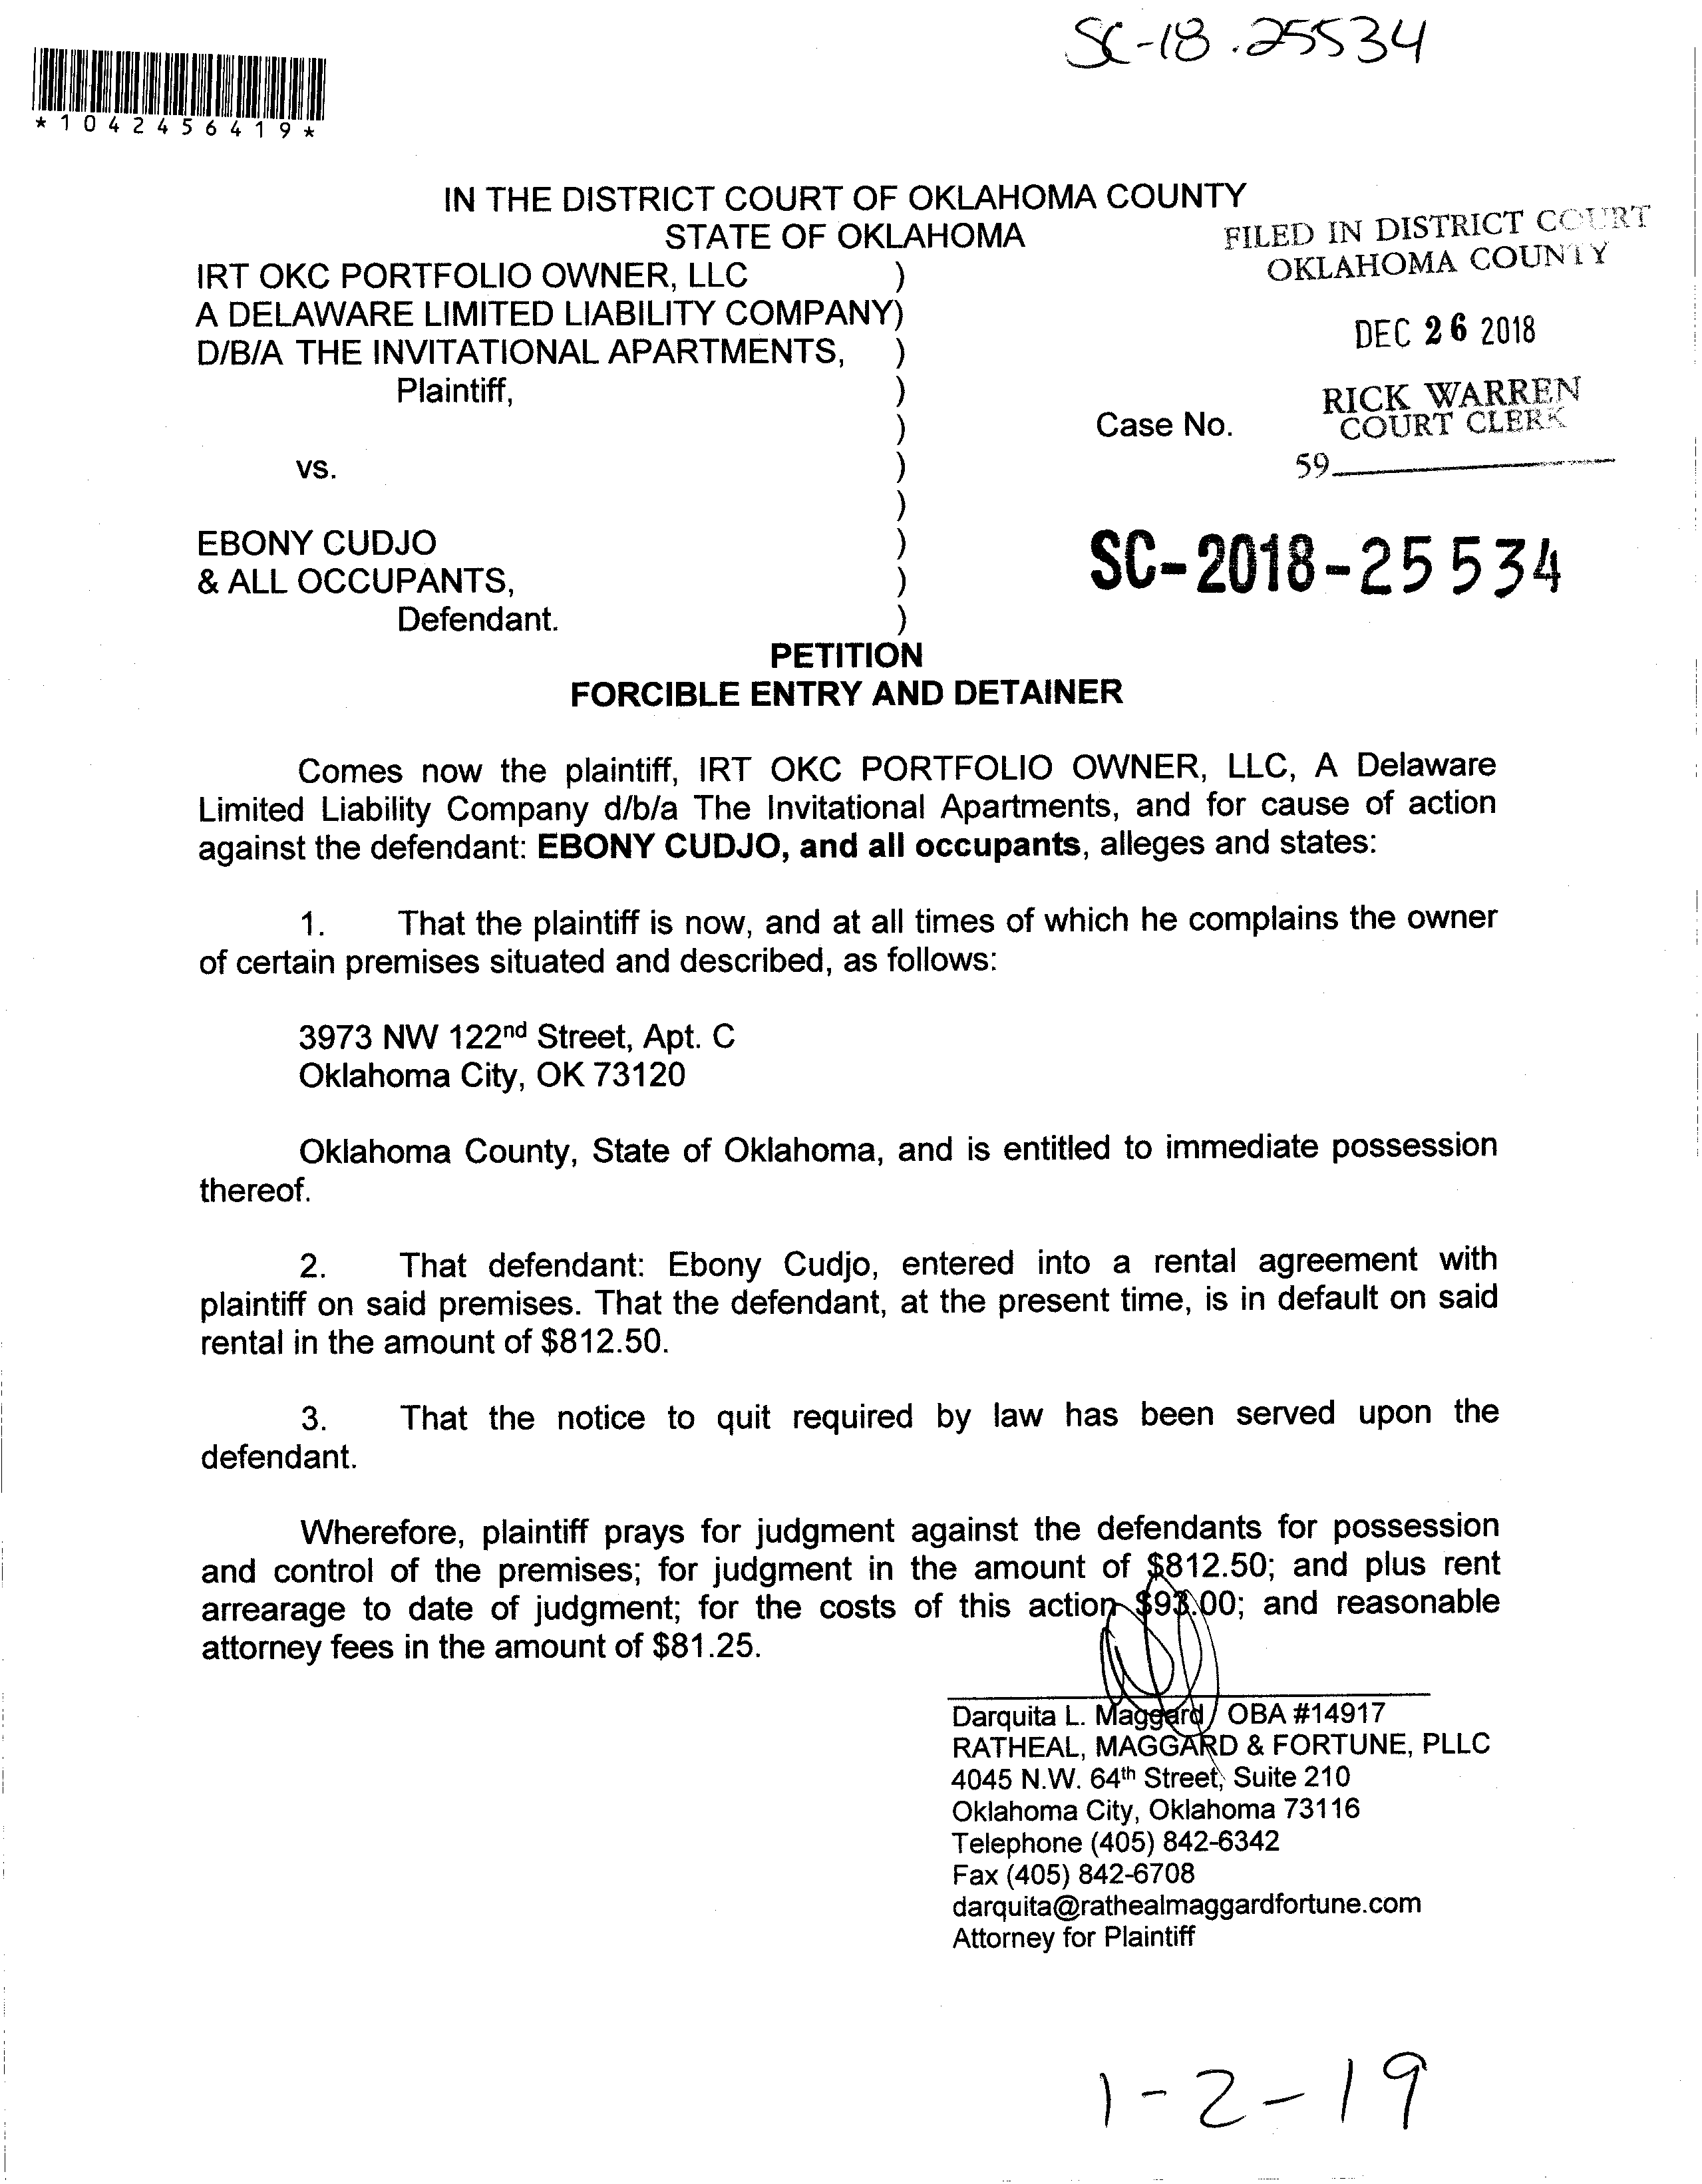 SC-18.25534
*1042456419*
IN THE DISTRICT COURT OF OKLAHOMA COUNTY
STATE OF OKLAHOMA
FILED IN DISTRICT COURT
OKLAHOMA COUNTY
IRT OKC PORTFOLIO OWNER, LLC )
A DELAWARE LIMITED LIABILITY COMPANY)
D/B/A THE INVITATIONAL APARTMENTS, )
DEC 26 2018
Plaintiff, )
RICK WARREN
COURT CLERK
) Case No.
59
vs. )
)
EBONY CUDJO )
SC-2018-25534
& ALL OCCUPANTS, )
Defendant. )
PETITION
FORCIBLE ENTRY AND DETAINER
Comes now the plaintiff, IRT OKC PORTFOLIO OWNER, LLC, A Delaware
Limited Liability Company d/b/a The Invitational Apartments, and for cause of action
against the defendant: EBONY CUDJO, and all occupants, alleges and states:
1. That the plaintiff is now, and at all times of which he complains the owner
of certain premises situated and described, as follows:
3973 NW 122nd Street, Apt. C
Oklahoma City, OK 73120
Oklahoma County, State of Oklahoma, and is entitled to immediate possession
thereof.
2. That defendant: Ebony Cudjo, entered into a rental agreement with
plaintiff on said premises. That the defendant, at the present time, is in default on said
rental in the amount of $812.50.
3. That the notice to quit required by law has been served upon the
defendant.
Wherefore, plaintiff prays for judgment against the defendants for possession
and control of the premises; for judgment in the amount of $812.50; and plus rent
arrearage to date of judgment; for the costs of this action $93.00; and reasonable
attorney fees in the amount of $81.25.
Darquita L. Maggard OBA #14917
RATHEAL, MAGGARD & FORTUNE, PLLC
4045 N.W. 64th Street, Suite 210
Oklahoma City, Oklahoma 73116
Telephone (405) 842-6342
Fax (405) 842-6708
darquita@rathealmaggardfortune.com
Attorney for Plaintiff
1-2-19